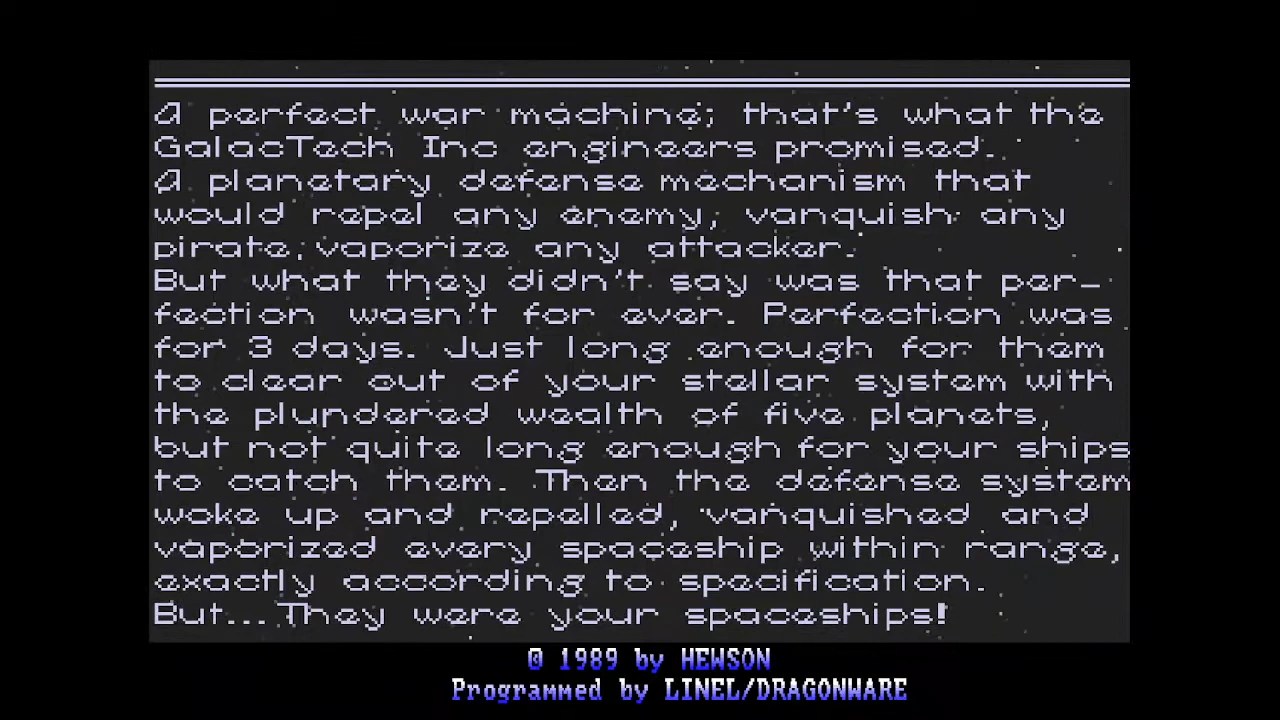 A perfect war machine; that's what the
GalacTech Inc engineers promised.
A planetary defense mechanism that
would repel any enemy, vanquish any
pirate, vaporize any attacker.
But what they didn't say was that per-
fection wasn't for ever. Perfection was
for 3 days. Just long enough for them
to clear out of your stellar system with
the plundered wealth of five planets,
but not quite long enough for your ships
to catch them. Then the defense system
woke up and repelled, vanquished and
vaporized every spaceship within range,
exactly according to specification.
But... They were your spaceships!
© 1989 by HEWSON
Programmed by LINEL/DRAGONWARE